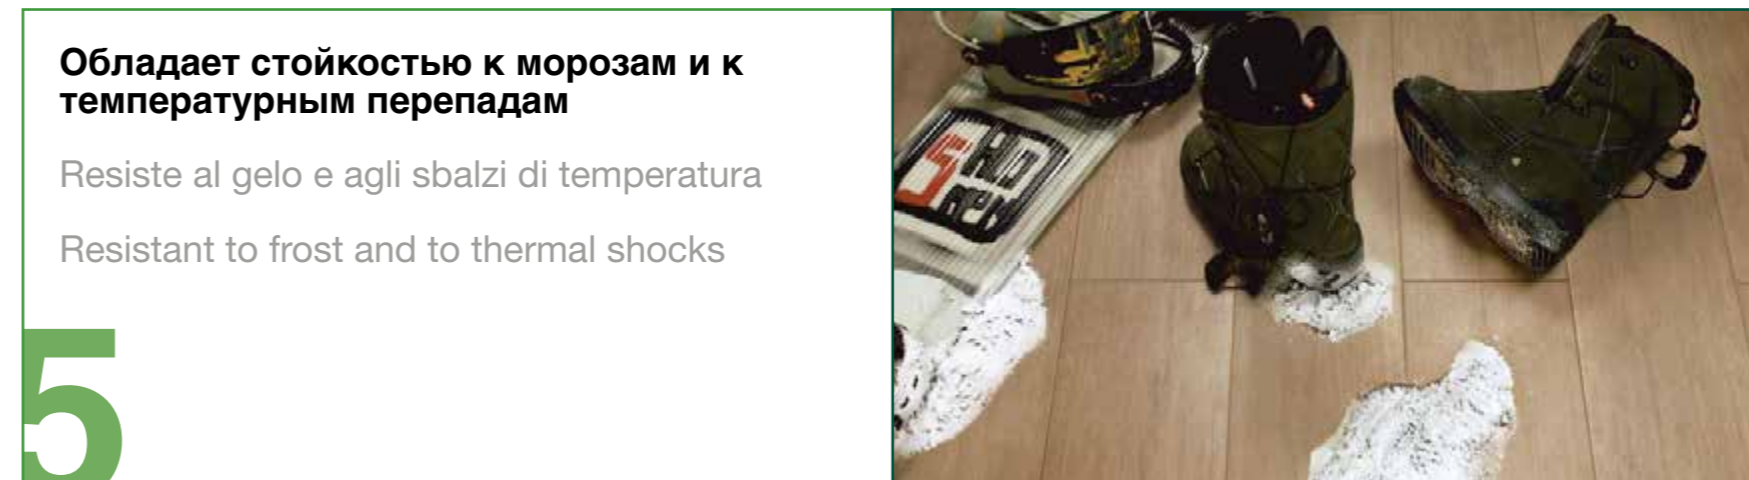 Обладает стойкостью к морозам и к
температурным перепадам
Resiste al gelo e agli sbalzi di temperatura
Resistant to frost and to thermal shocks
5